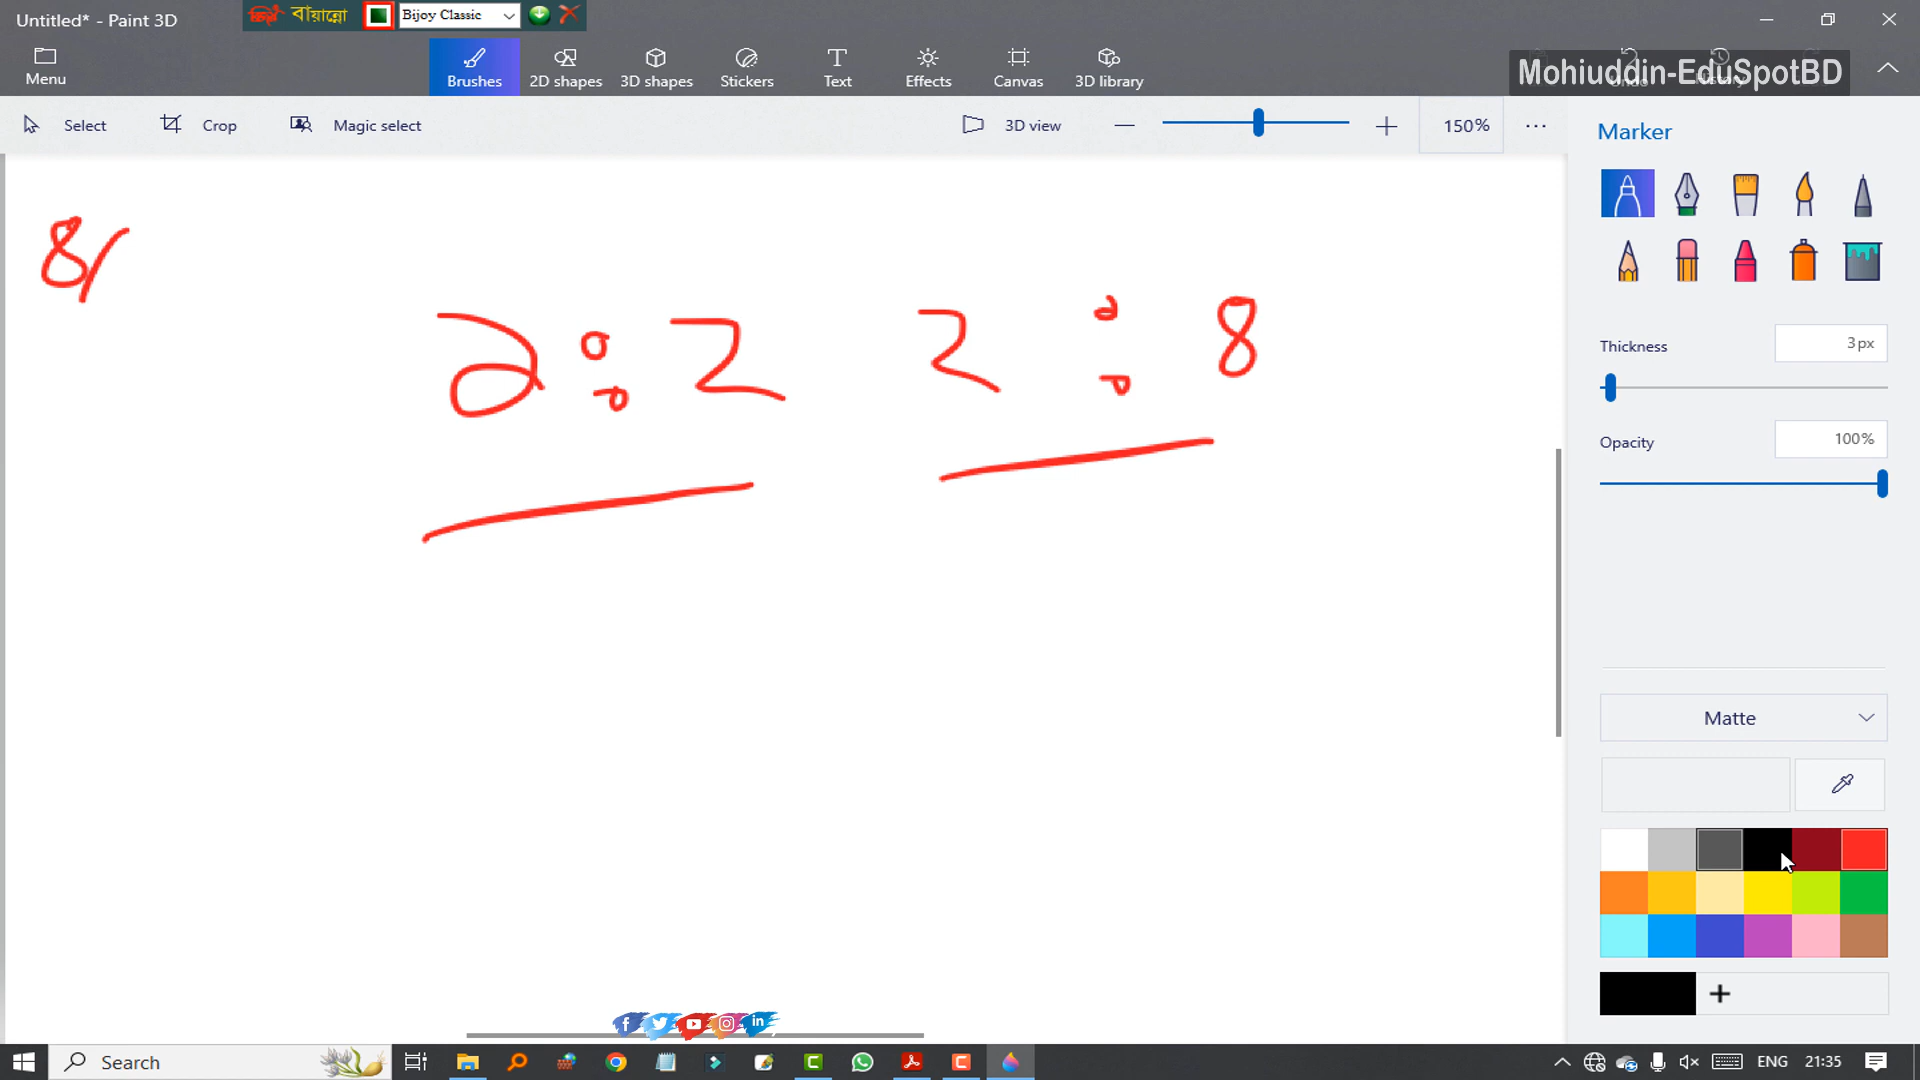 Untitled* - Paint 3D
বায়ান্নো
Bijoy Classic
Menu
Brushes
2D shapes
3D shapes
Stickers
Text
Effects
Canvas
3D library
Mohiuddin-EduSpotBD
Select
Crop
Magic select
3D view
150%
Marker
Thickness
3px
Opacity
100%
Matte
৪/
১ : ২ ২ : ৪
Search
ENG
21:35